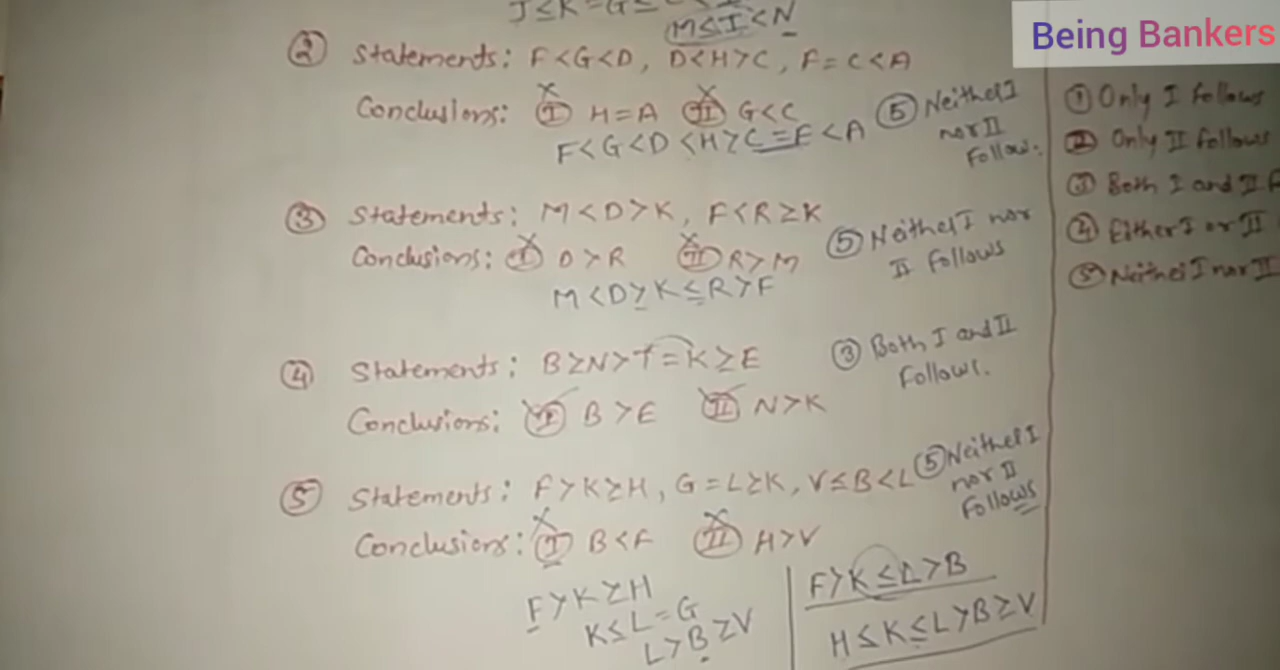 J≤K=G≤
M≤I<N
Being Bankers
② Statements: F<G<D, D<H>C, F=C<A
Conclusions: Ⓘ H=A Ⅱ G<C
⑤ Neither I
nor II
Follow.
F<G<D<H>C=F<A
① Only I follows
② Only II follows
③ Both I and II F
④ Either I or II
⑤ Neither I nor II
③ Statements: M<D>K, F<R≥K
Conclusions: I D>R II R>M
⑤ Neither I nor
II Follows
M<D>K≤R>F
④ Statements: B≥N>T=K≥E
Conclusions: I B>E II N>K
③ Both I and II
Follows.
⑤ Statements: F>K≥H, G=L≥K, V≤B<L
Conclusions: I B<F II H>V
⑤ Neither I
nor II
Follows
F>K≥H
K≤L=G
L>B≥V
F>K≤L>B
H≤K≤L>B≥V